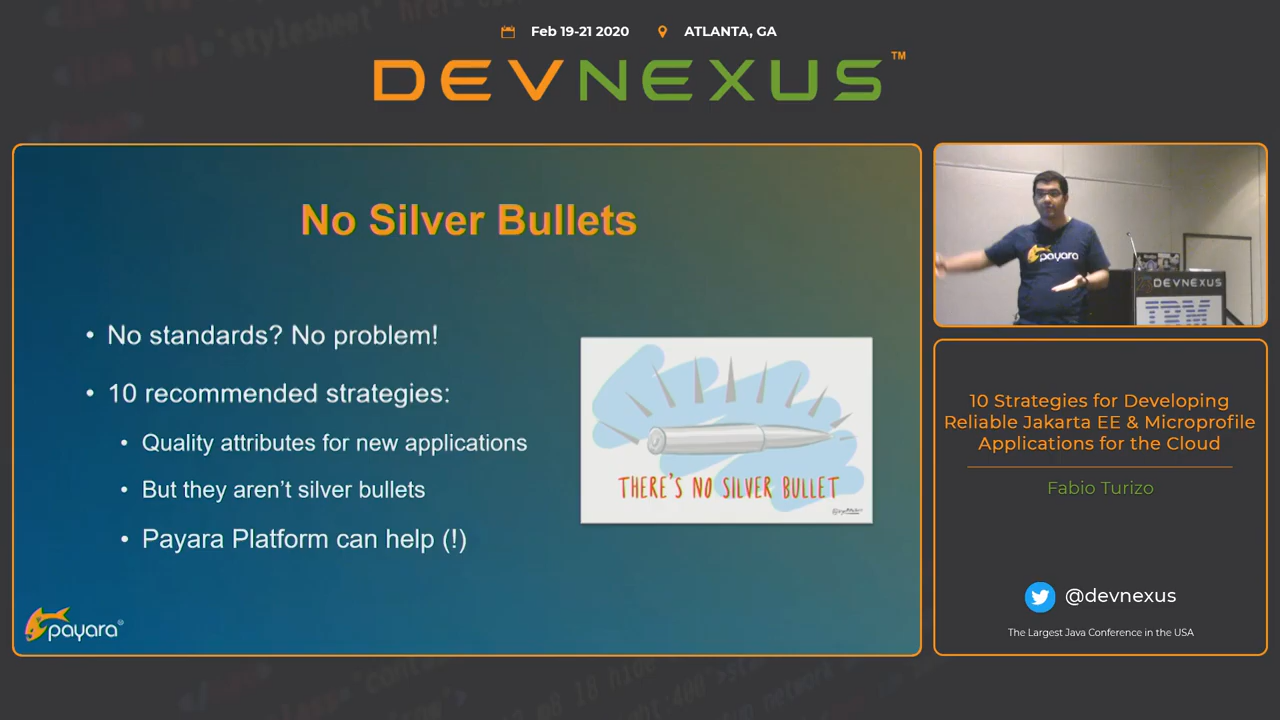 Feb 19-21 2020 ATLANTA, GA
DEVNEXUS™
No Silver Bullets
• No standards? No problem!
• 10 recommended strategies:
• Quality attributes for new applications
• But they aren't silver bullets
• Payara Platform can help (!)
THERE'S NO SILVER BULLET
payara®
payara
DEVNEXUS
IBM
10 Strategies for Developing
Reliable Jakarta EE & Microprofile
Applications for the Cloud
Fabio Turizo
@devnexus
The Largest Java Conference in the USA